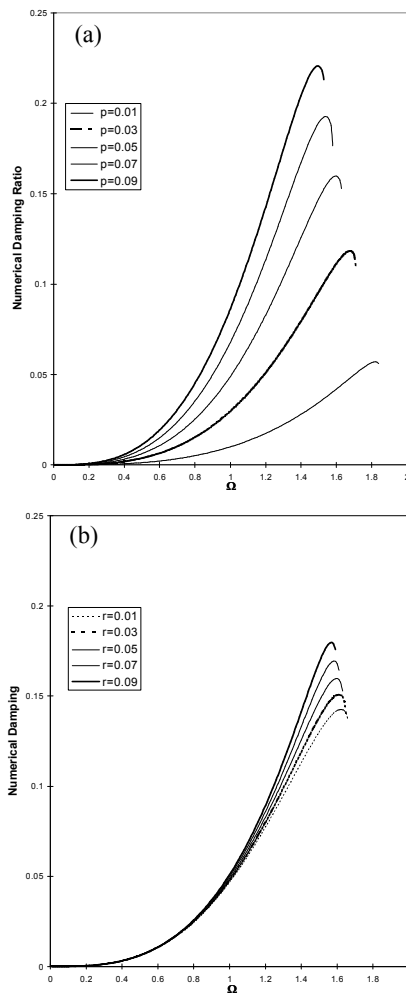 (a)
0.25
0.2
0.15
0.1
0.05
0
Numerical Damping Ratio
p=0.01
p=0.03
p=0.05
p=0.07
p=0.09
0 0.2 0.4 0.6 0.8 1 1.2 1.4 1.6 1.8 2
Ω
(b)
0.25
0.2
0.15
0.1
0.05
0
Numerical Damping
r=0.01
r=0.03
r=0.05
r=0.07
r=0.09
0 0.2 0.4 0.6 0.8 1 1.2 1.4 1.6 1.8 2
Ω